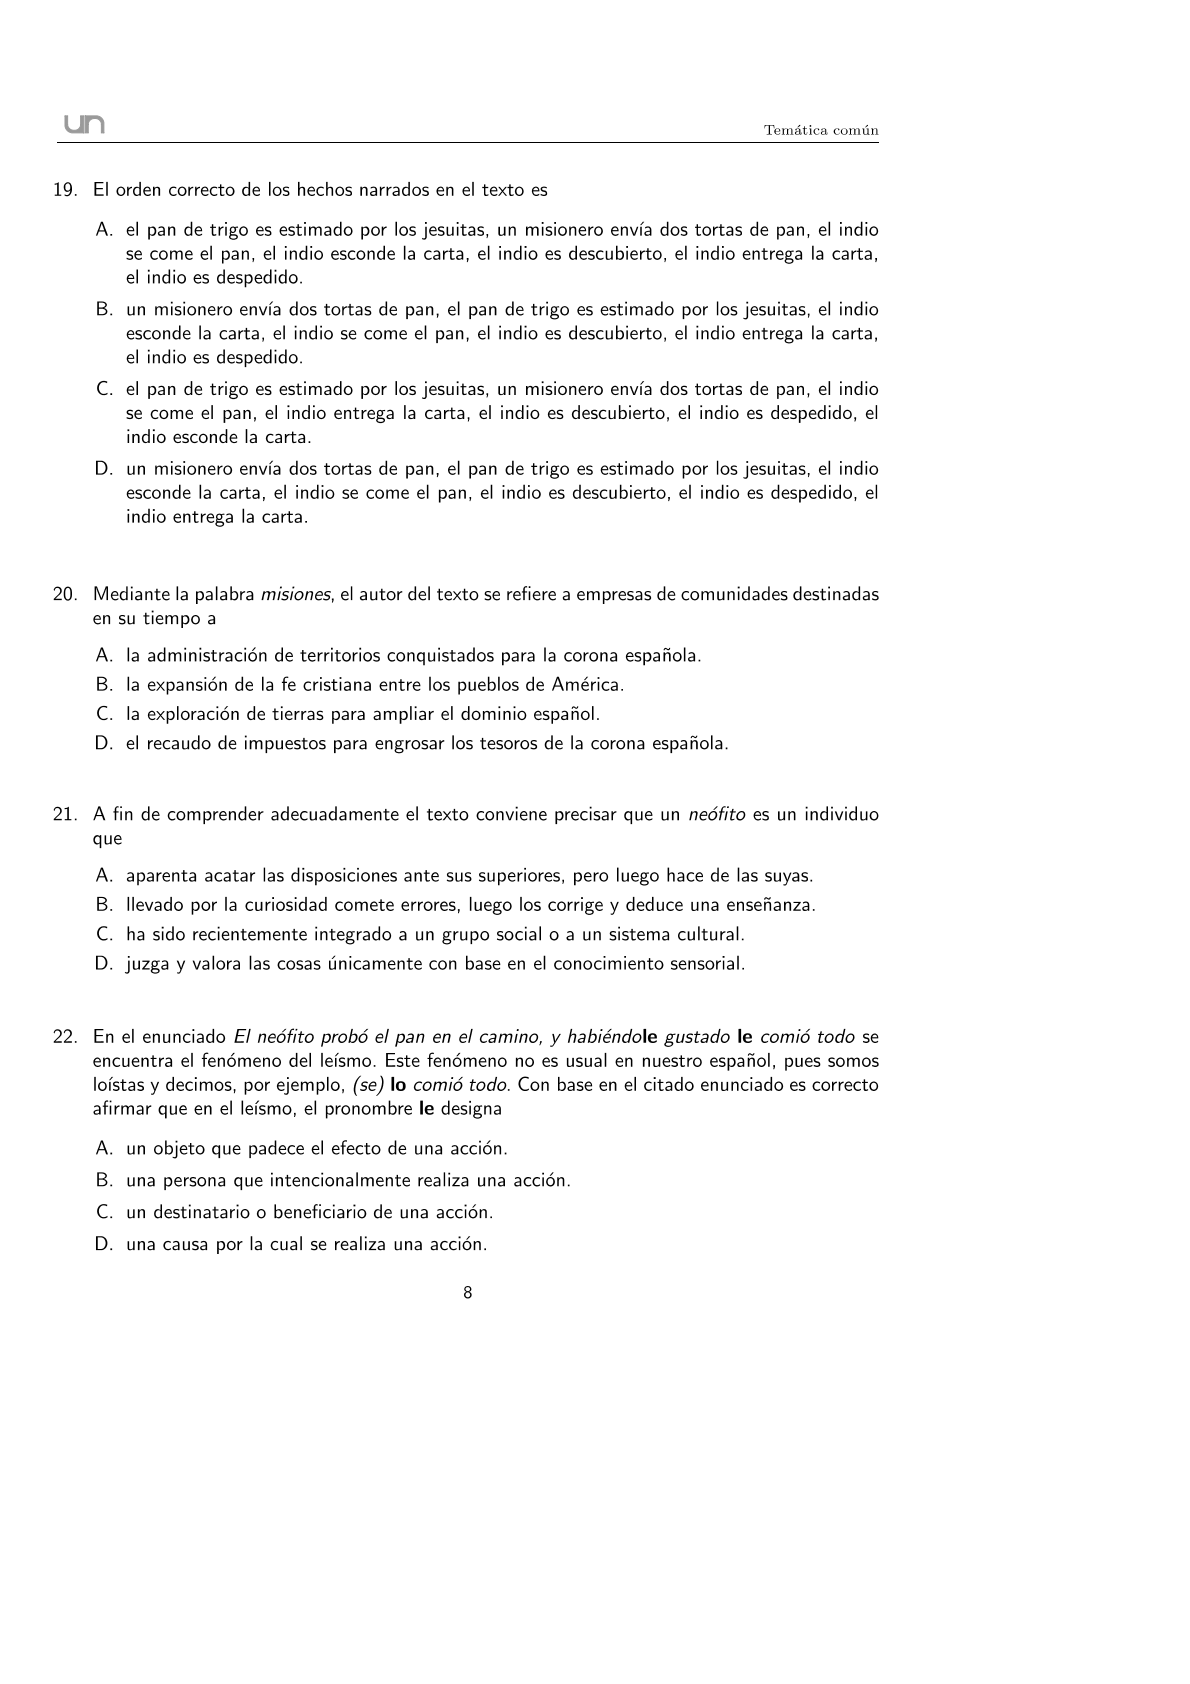 un
Temática común
19. El orden correcto de los hechos narrados en el texto es
A. el pan de trigo es estimado por los jesuitas, un misionero envía dos tortas de pan, el indio
se come el pan, el indio esconde la carta, el indio es descubierto, el indio entrega la carta,
el indio es despedido.
B. un misionero envía dos tortas de pan, el pan de trigo es estimado por los jesuitas, el indio
esconde la carta, el indio se come el pan, el indio es descubierto, el indio entrega la carta,
el indio es despedido.
C. el pan de trigo es estimado por los jesuitas, un misionero envía dos tortas de pan, el indio
se come el pan, el indio entrega la carta, el indio es descubierto, el indio es despedido, el
indio esconde la carta.
D. un misionero envía dos tortas de pan, el pan de trigo es estimado por los jesuitas, el indio
esconde la carta, el indio se come el pan, el indio es descubierto, el indio es despedido, el
indio entrega la carta.
20. Mediante la palabra misiones, el autor del texto se refiere a empresas de comunidades destinadas
en su tiempo a
A. la administración de territorios conquistados para la corona española.
B. la expansión de la fe cristiana entre los pueblos de América.
C. la exploración de tierras para ampliar el dominio español.
D. el recaudo de impuestos para engrosar los tesoros de la corona española.
21. A fin de comprender adecuadamente el texto conviene precisar que un neófito es un individuo
que
A. aparenta acatar las disposiciones ante sus superiores, pero luego hace de las suyas.
B. llevado por la curiosidad comete errores, luego los corrige y deduce una enseñanza.
C. ha sido recientemente integrado a un grupo social o a un sistema cultural.
D. juzga y valora las cosas únicamente con base en el conocimiento sensorial.
22. En el enunciado El neófito probó el pan en el camino, y habiéndole gustado le comió todo se
encuentra el fenómeno del leísmo. Este fenómeno no es usual en nuestro español, pues somos
loístas y decimos, por ejemplo, (se) lo comió todo. Con base en el citado enunciado es correcto
afirmar que en el leísmo, el pronombre le designa
A. un objeto que padece el efecto de una acción.
B. una persona que intencionalmente realiza una acción.
C. un destinatario o beneficiario de una acción.
D. una causa por la cual se realiza una acción.
8